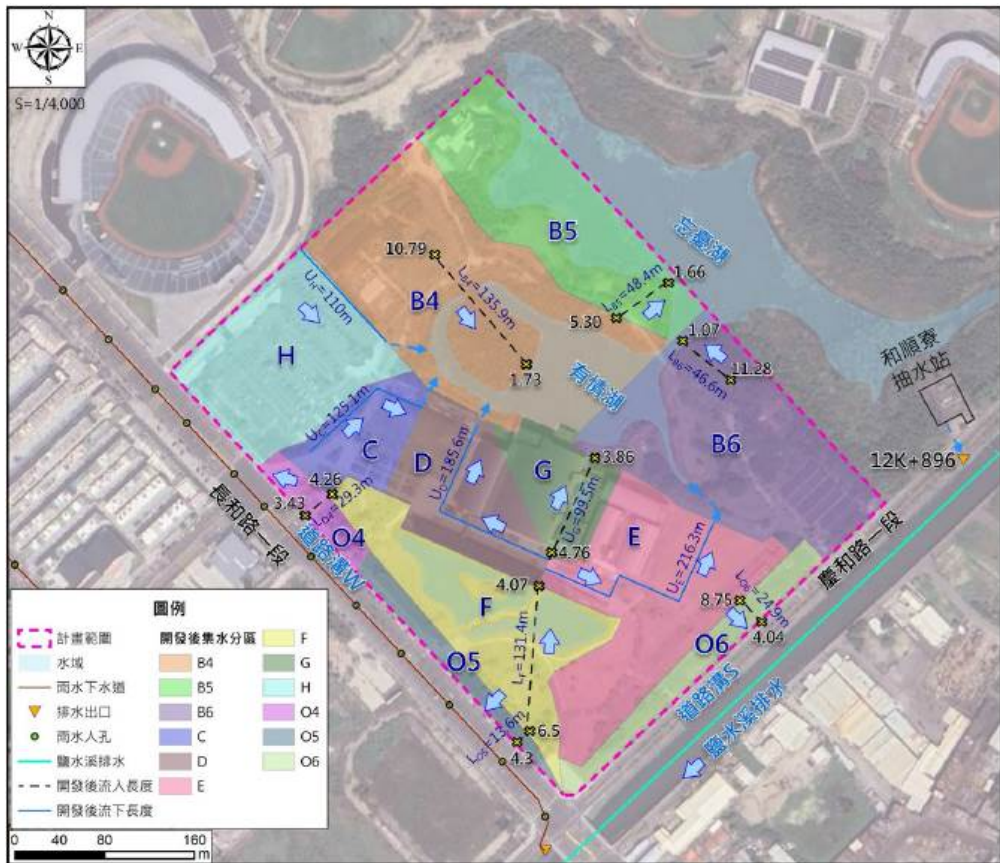 N
W E
S
S=1/4,000
B5
忘憂湖
10.79
L_B4=135.9m
1.66
L_B5=48.4m
U_H=110m
B4
5.30
1.07
11.28
L_B6=46.6m
和順寮
抽水站
H
1.73
有情湖
U_C=125.1m
B6
12K+896
C
D
U_D=185.6m
G
3.86
U_G=99.5m
4.26
3.43
L_O4=29.3m
O4
長和路一段
道路溝W
4.76
E
U_E=216.3m
慶和路一段
4.07
F
L_F=131.4m
8.75
L_O6=24.9m
4.04
O5
O6
道路溝S
鹽水溪排水
6.5
L_O5=13.6m
4.3
圖例
計畫範圍
水域
雨水下水道
排水出口
雨水人孔
鹽水溪排水
開發後流入長度
開發後流下長度
開發後集水分區
B4
B5
B6
C
D
E
F
G
H
O4
O5
O6
0 40 80 160
m